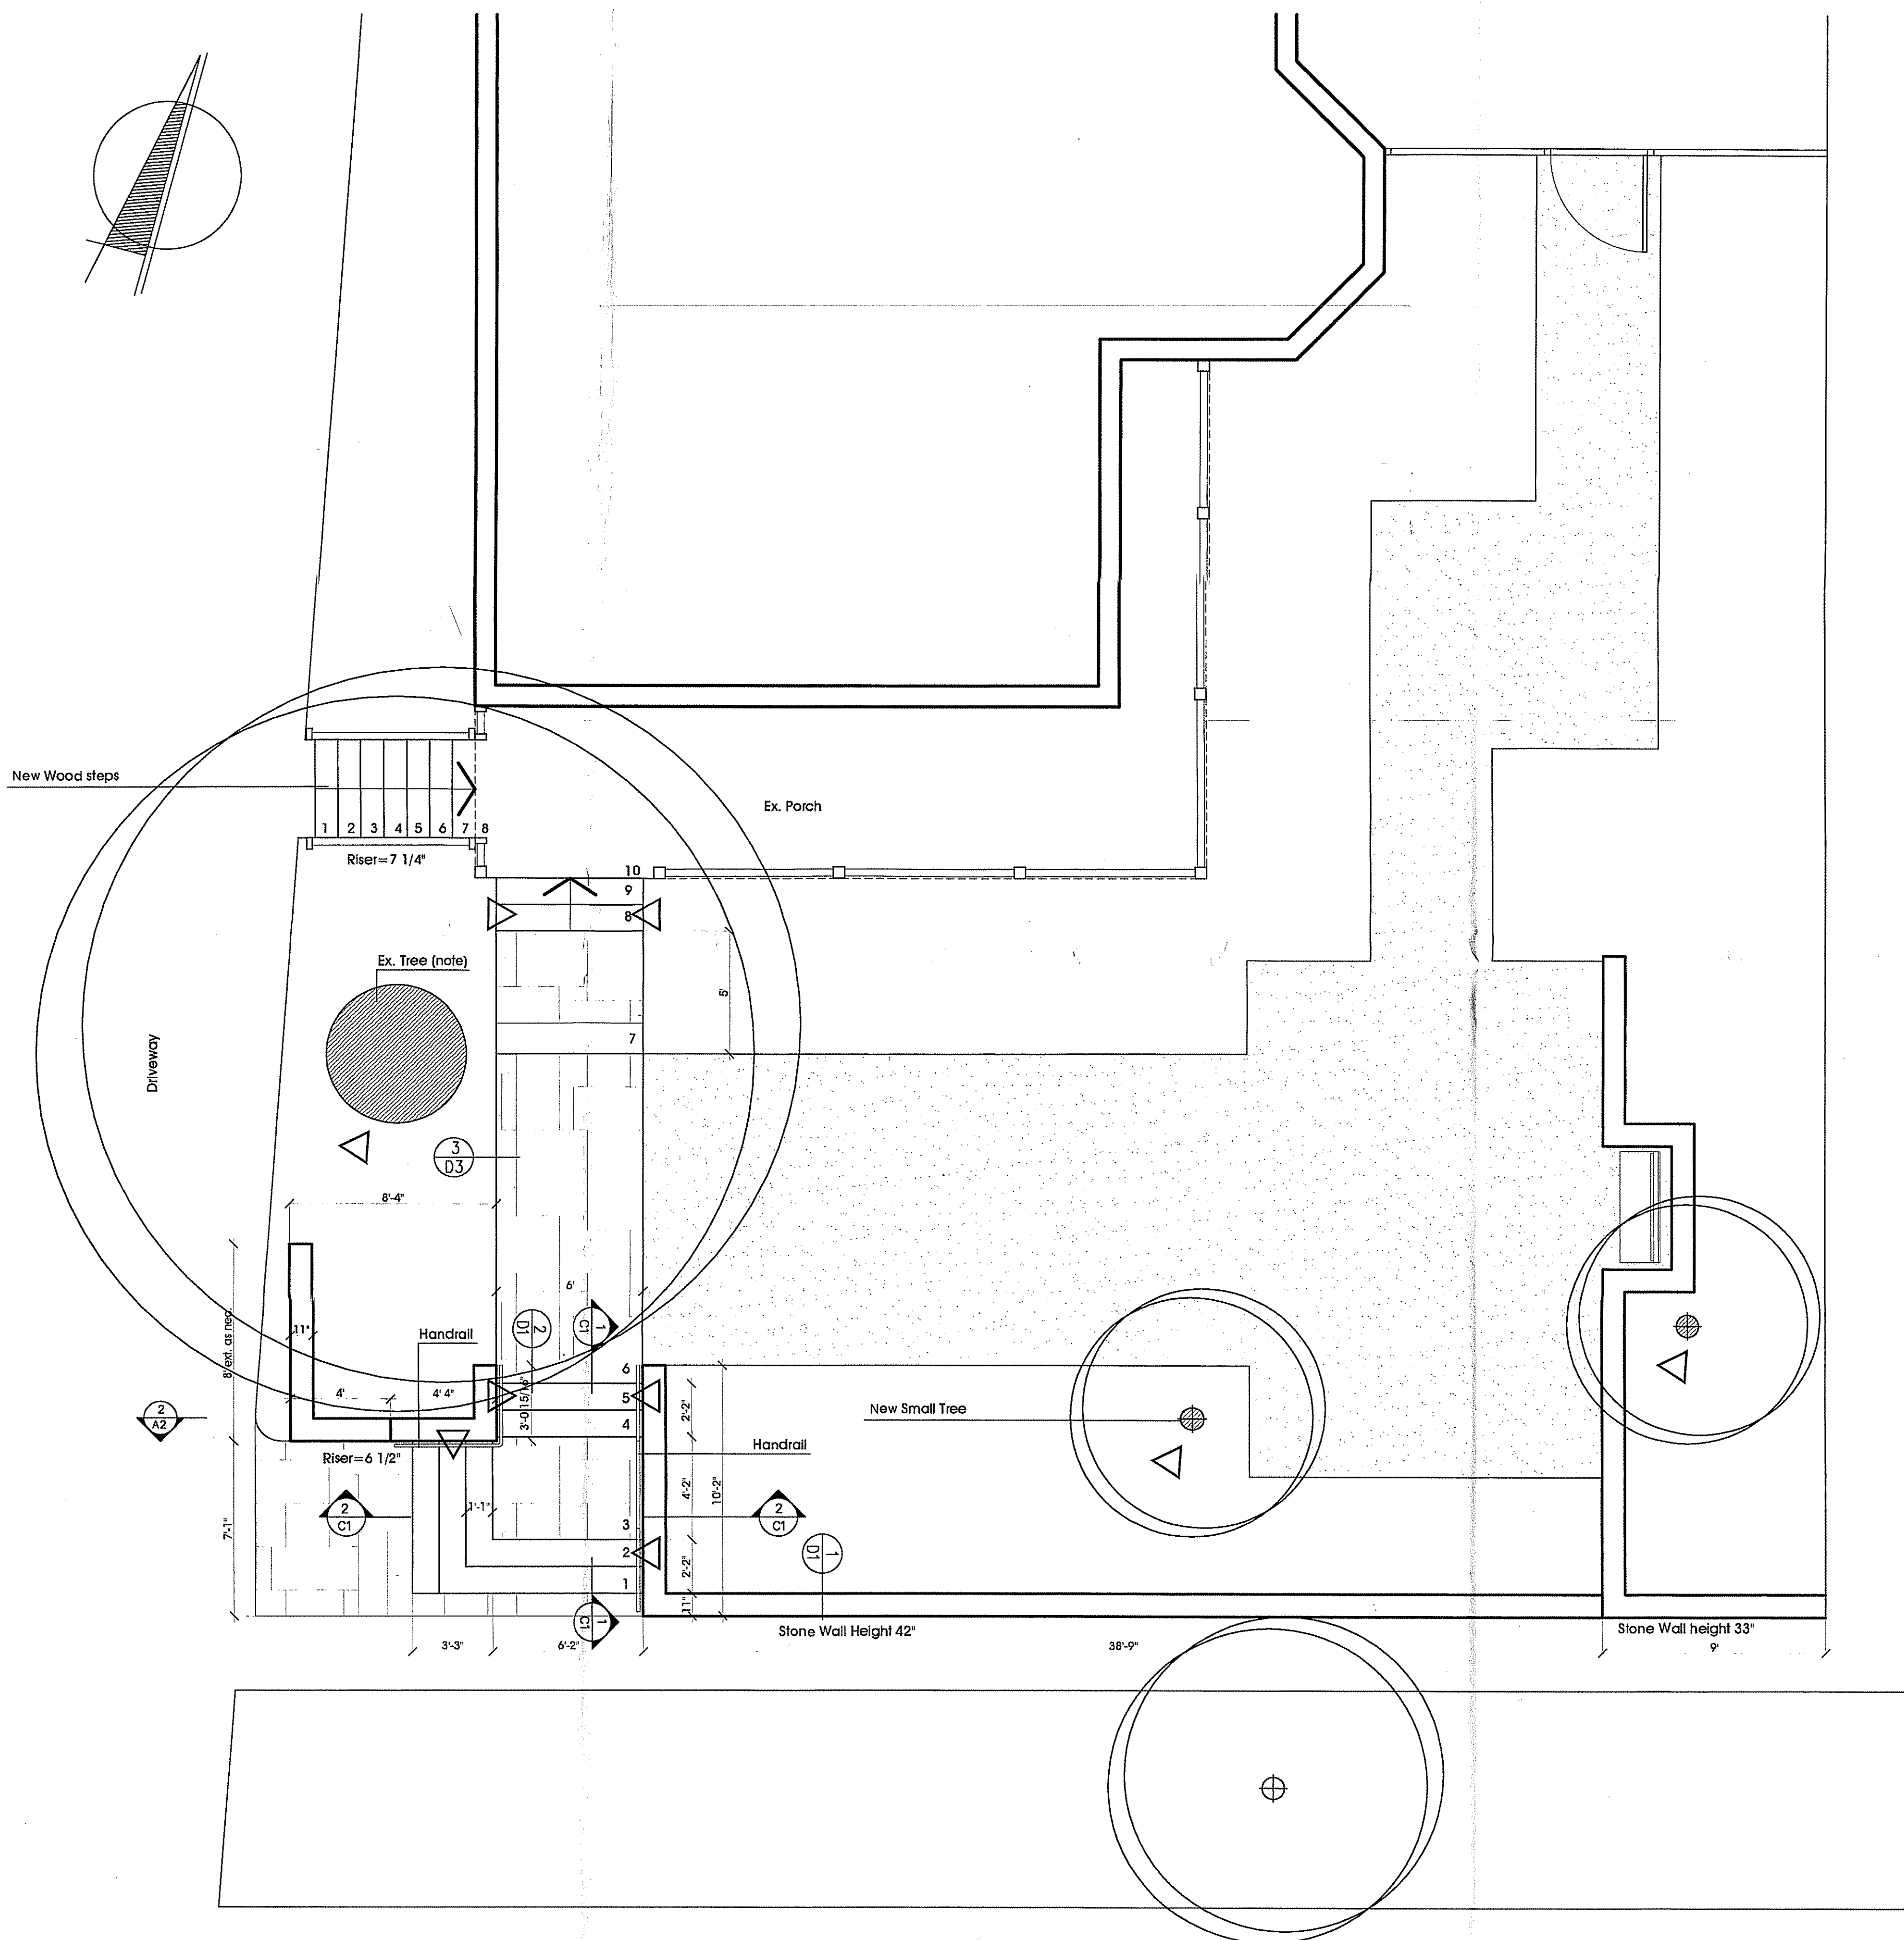 New Wood steps
1 2 3 4 5 6 7 8
Riser=7 1/4"
Ex. Porch
10
9
8
Ex. Tree (note)
5'
7
Driveway
3
D3
8'-4"
6'
8' ext. as nec.
11"
Handrail
2
D1
1
C1
4'
4' 4"
3'-0 15/16"
6
5
4
2'-2"
New Small Tree
2
A2
Riser=6 1/2"
Handrail
4'-2"
10'-2"
7'-1"
2
C1
1'-1"
3
2
1
2
C1
1
D1
2'-2"
11"
1
C1
Stone Wall Height 42"
Stone Wall height 33"
3'-3"
6'-2"
38'-9"
9'